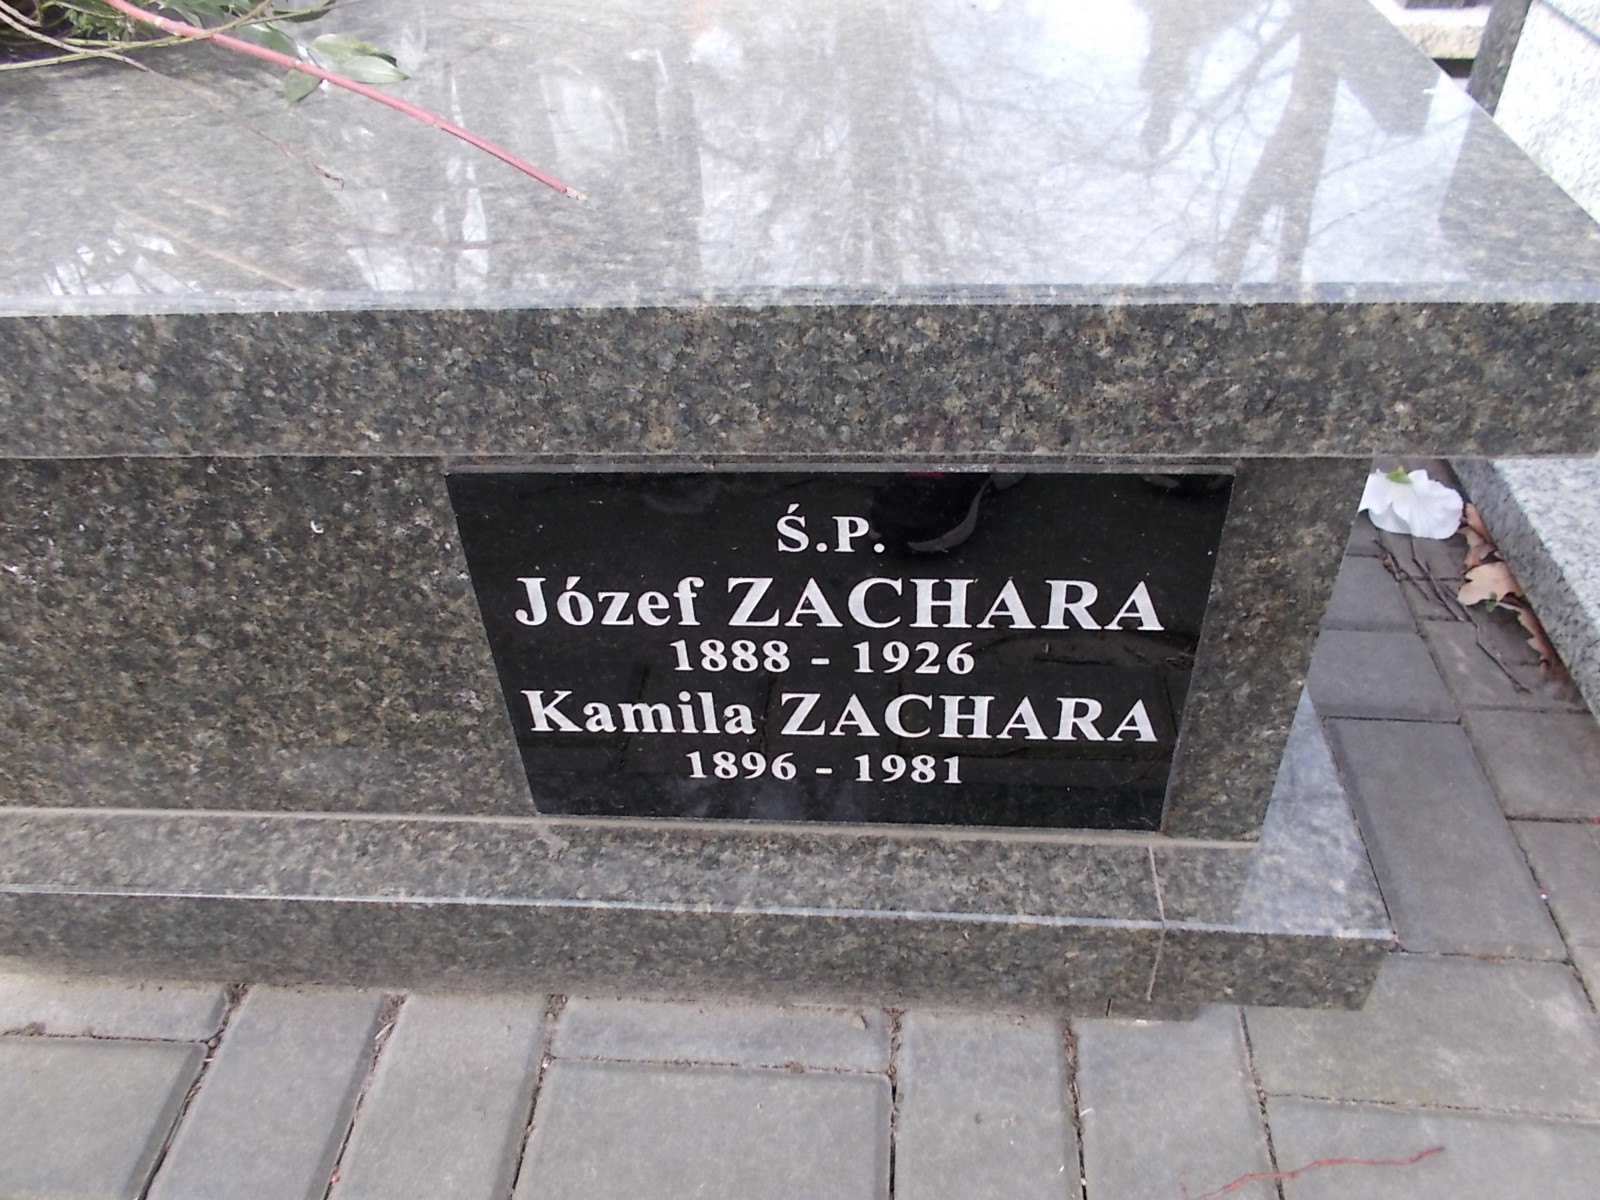 Ś.P.
Józef ZACHARA
1888 - 1926
Kamila ZACHARA
1896 - 1981